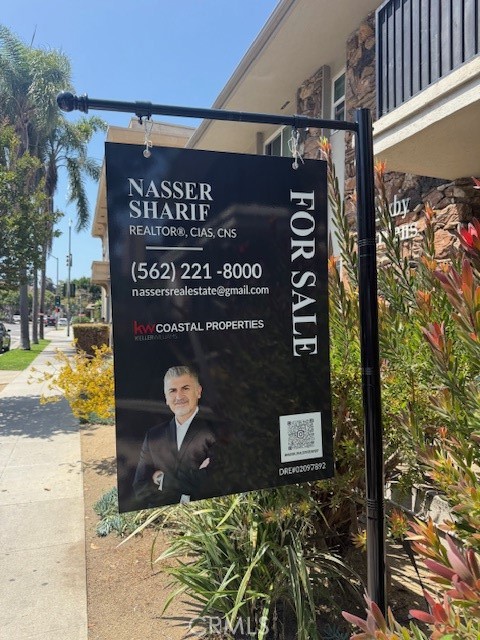 NASSER
SHARIF
REALTOR®, CIAS, CNS
(562) 221 -8000
nassersrealestate@gmail.com
kw COASTAL PROPERTIES
KELLERWILLIAMS
FOR SALE
DRE#02097892
by
CRMLS